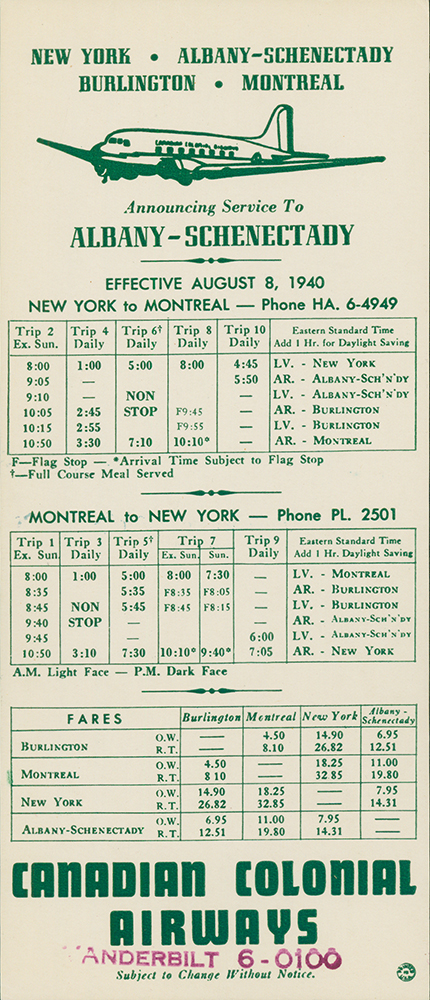 NEW YORK • ALBANY-SCHENECTADY
BURLINGTON • MONTREAL
Announcing Service To
ALBANY-SCHENECTADY
EFFECTIVE AUGUST 8, 1940
NEW YORK to MONTREAL — Phone HA. 6-4949
Trip 2 Ex. Sun. | Trip 4 Daily | Trip 6† Daily | Trip 8 Daily | Trip 10 Daily | Eastern Standard Time Add 1 Hr. for Daylight Saving
8:00 | 1:00 | 5:00 | 8:00 | 4:45 | LV. - NEW YORK
9:05 | — | | | 5:50 | AR. - ALBANY-SCH'N'DY
9:10 | — | NON | | — | LV. - ALBANY-SCH'N'DY
10:05 | 2:45 | STOP | F9:45 | — | AR. - BURLINGTON
10:15 | 2:55 | | F9:55 | — | LV. - BURLINGTON
10:50 | 3:30 | 7:10 | 10:10* | — | AR. - MONTREAL
F—Flag Stop — *Arrival Time Subject to Flag Stop
†—Full Course Meal Served
MONTREAL to NEW YORK — Phone PL. 2501
Trip 1 Ex. Sun. | Trip 3 Daily | Trip 5† Daily | Trip 7 Ex. Sun. | Sun. | Trip 9 Daily | Eastern Standard Time Add 1 Hr. Daylight Saving
8:00 | 1:00 | 5:00 | 8:00 | 7:30 | — | LV. - MONTREAL
8:35 | | 5:35 | F8:35 | F8:05 | — | AR. - BURLINGTON
8:45 | NON | 5:45 | F8:45 | F8:15 | — | LV. - BURLINGTON
9:40 | STOP | — | | | — | AR. - ALBANY-SCH'N'DY
9:45 | | — | | | 6:00 | LV. - ALBANY-SCH'N'DY
10:50 | 3:10 | 7:30 | 10:10* | 9:40* | 7:05 | AR. - NEW YORK
A.M. Light Face — P.M. Dark Face
FARES | Burlington | Montreal | New York | Albany-Schenectady
BURLINGTON O.W. | — | 4.50 | 14.90 | 6.95
R.T. | — | 8.10 | 26.82 | 12.51
MONTREAL O.W. | 4.50 | — | 18.25 | 11.00
R.T. | 8 10 | — | 32 85 | 19.80
NEW YORK O.W. | 14.90 | 18.25 | — | 7.95
R.T. | 26.82 | 32.85 | — | 14.31
ALBANY-SCHENECTADY O.W. | 6.95 | 11.00 | 7.95 | —
R.T. | 12.51 | 19.80 | 14.31 | —
CANADIAN COLONIAL
AIRWAYS
ANDERBILT 6-0100
Subject to Change Without Notice.